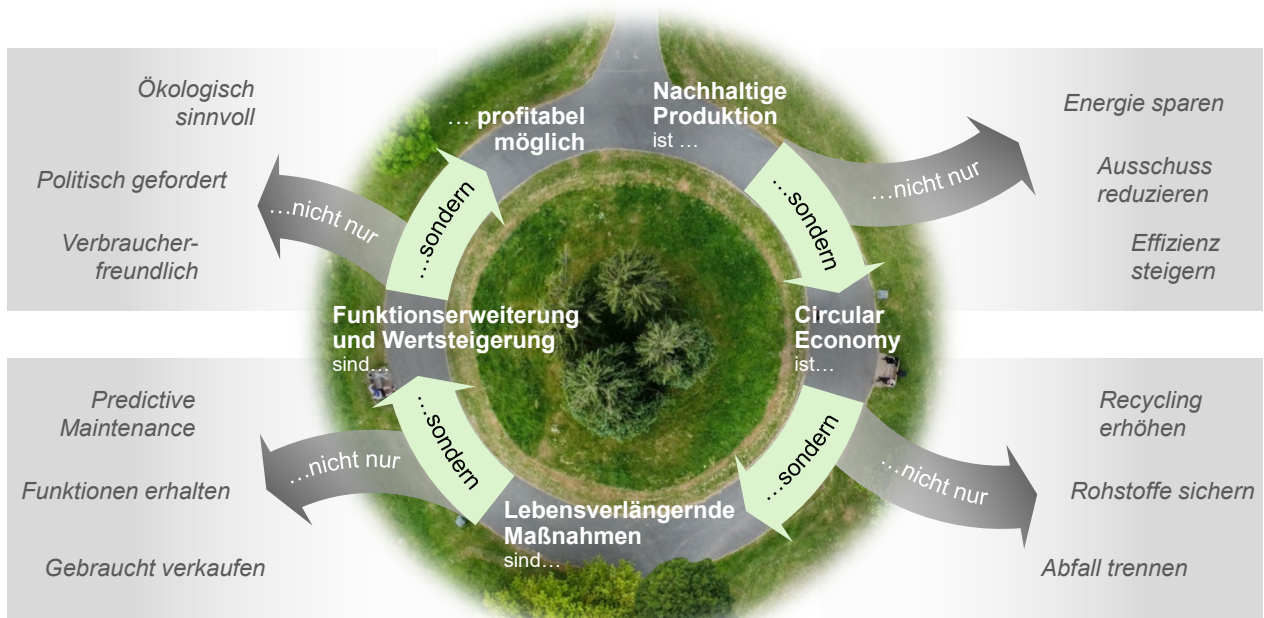 Nachhaltige
Produktion
ist …
…nicht nur
Energie sparen
Ausschuss
reduzieren
Effizienz
steigern
…sondern
Circular
Economy
ist…
…nicht nur
Recycling
erhöhen
Rohstoffe sichern
Abfall trennen
…sondern
Lebensverlängernde
Maßnahmen
sind…
…nicht nur
Predictive
Maintenance
Funktionen erhalten
Gebraucht verkaufen
…sondern
Funktionserweiterung
und Wertsteigerung
sind…
…nicht nur
Ökologisch
sinnvoll
Politisch gefordert
Verbraucher-
freundlich
…sondern
… profitabel
möglich